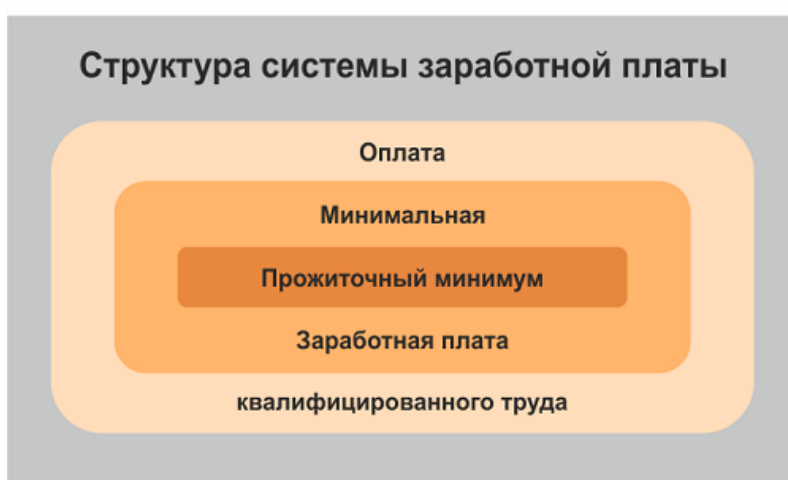 Структура системы заработной платы
Оплата
Минимальная
Прожиточный минимум
Заработная плата
квалифицированного труда